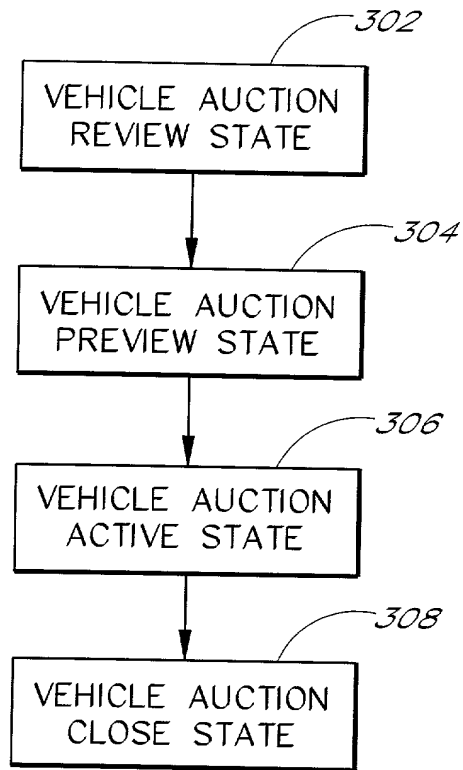 302
VEHICLE AUCTION
REVIEW STATE
304
VEHICLE AUCTION
PREVIEW STATE
306
VEHICLE AUCTION
ACTIVE STATE
308
VEHICLE AUCTION
CLOSE STATE